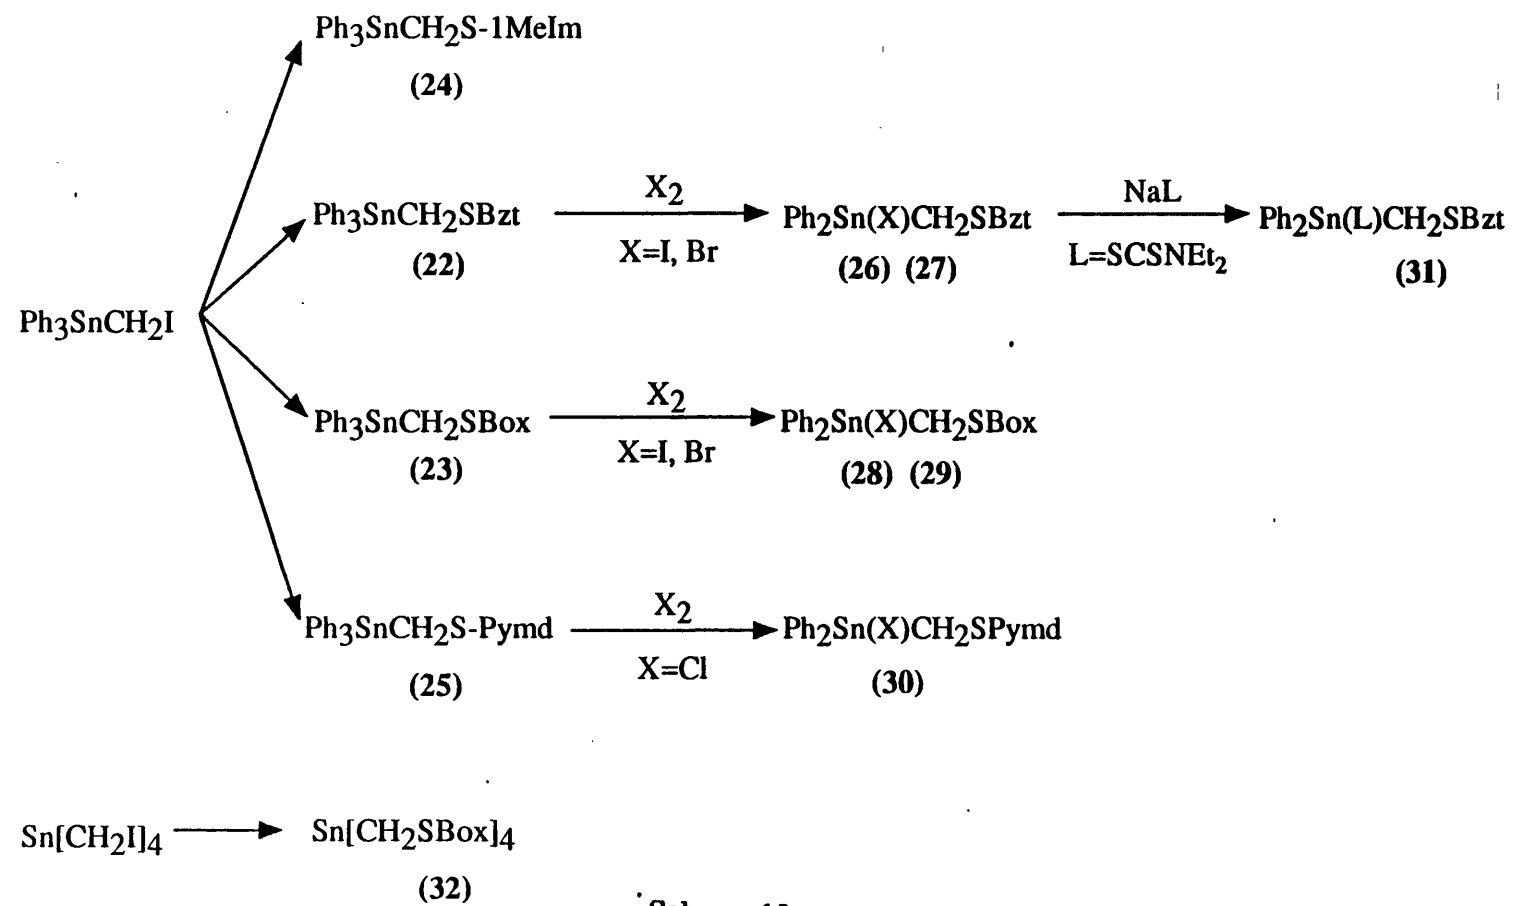 Ph3SnCH2S-1MeIm
(24)
X2
NaL
Ph3SnCH2SBzt
Ph2Sn(X)CH2SBzt
Ph2Sn(L)CH2SBzt
X=I, Br
L=SCSNEt2
(22)
(26) (27)
(31)
Ph3SnCH2I
X2
Ph3SnCH2SBox
Ph2Sn(X)CH2SBox
X=I, Br
(23)
(28) (29)
X2
Ph3SnCH2S-Pymd
Ph2Sn(X)CH2SPymd
X=Cl
(25)
(30)
Sn[CH2I]4
Sn[CH2SBox]4
(32)